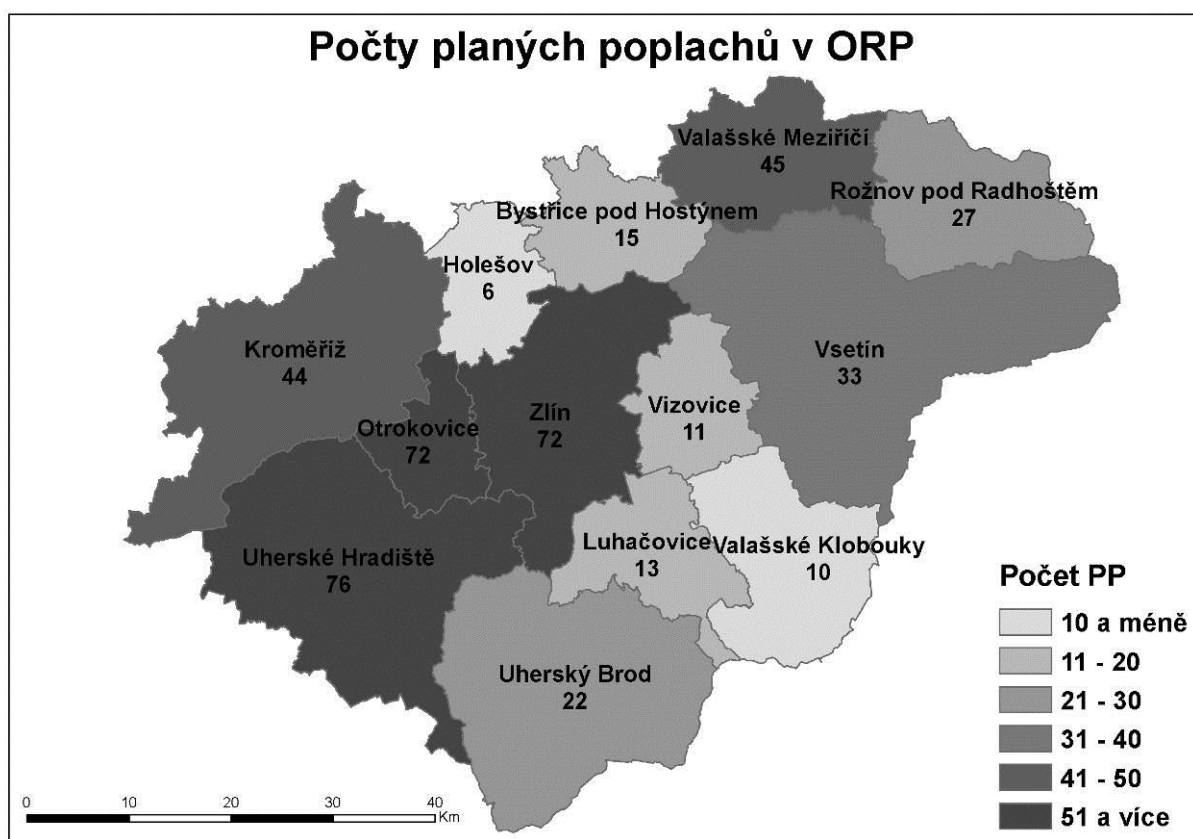 Počty planých poplachů v ORP
Valašské Meziříčí
45
Rožnov pod Radhoštěm
27
Bystřice pod Hostýnem
15
Holešov
6
Kroměříž
44
Vsetín
33
Otrokovice
72
Zlín
72
Vizovice
11
Uherské Hradiště
76
Luhačovice
13
Valašské Klobouky
10
Uherský Brod
22
Počet PP
10 a méně
11 - 20
21 - 30
31 - 40
41 - 50
51 a více
0 10 20 30 40
Km